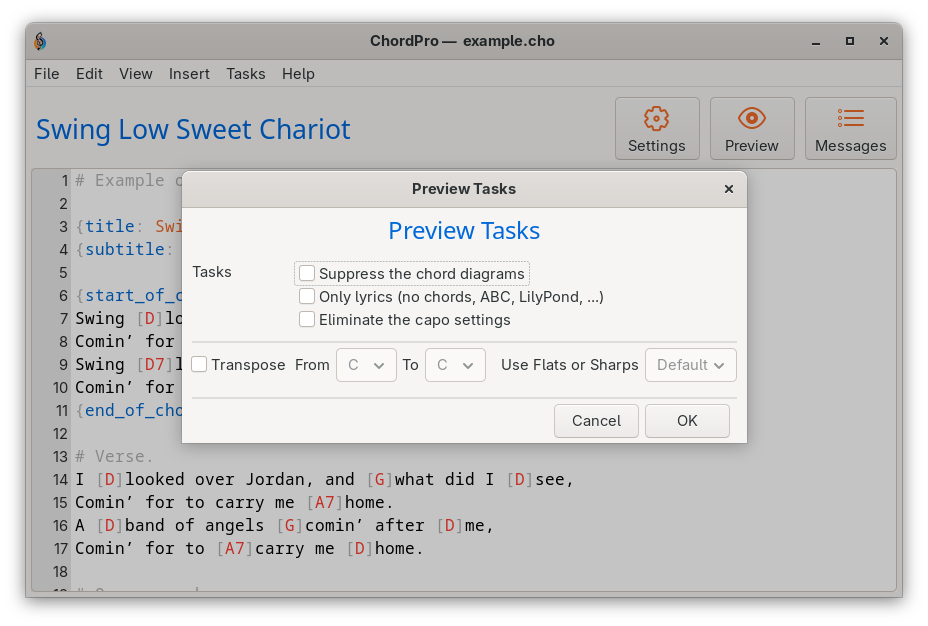 ChordPro — example.cho
File Edit View Insert Tasks Help
Swing Low Sweet Chariot
Settings Preview Messages
1 # Example
2
3 {title: Swi
4 {subtitle:
5
6 {start_of_c
7 Swing [D]lo
8 Comin’ for
9 Swing [D7]l
10 Comin’ for
11 {end_of_cho
12
13 # Verse.
14 I [D]looked over Jordan, and [G]what did I [D]see,
15 Comin’ for to carry me [A7]home.
16 A [D]band of angels [G]comin’ after [D]me,
17 Comin’ for to [A7]carry me [D]home.
18
Preview Tasks
Preview Tasks
Tasks
Suppress the chord diagrams
Only lyrics (no chords, ABC, LilyPond, ...)
Eliminate the capo settings
Transpose From C To C Use Flats or Sharps Default
Cancel OK